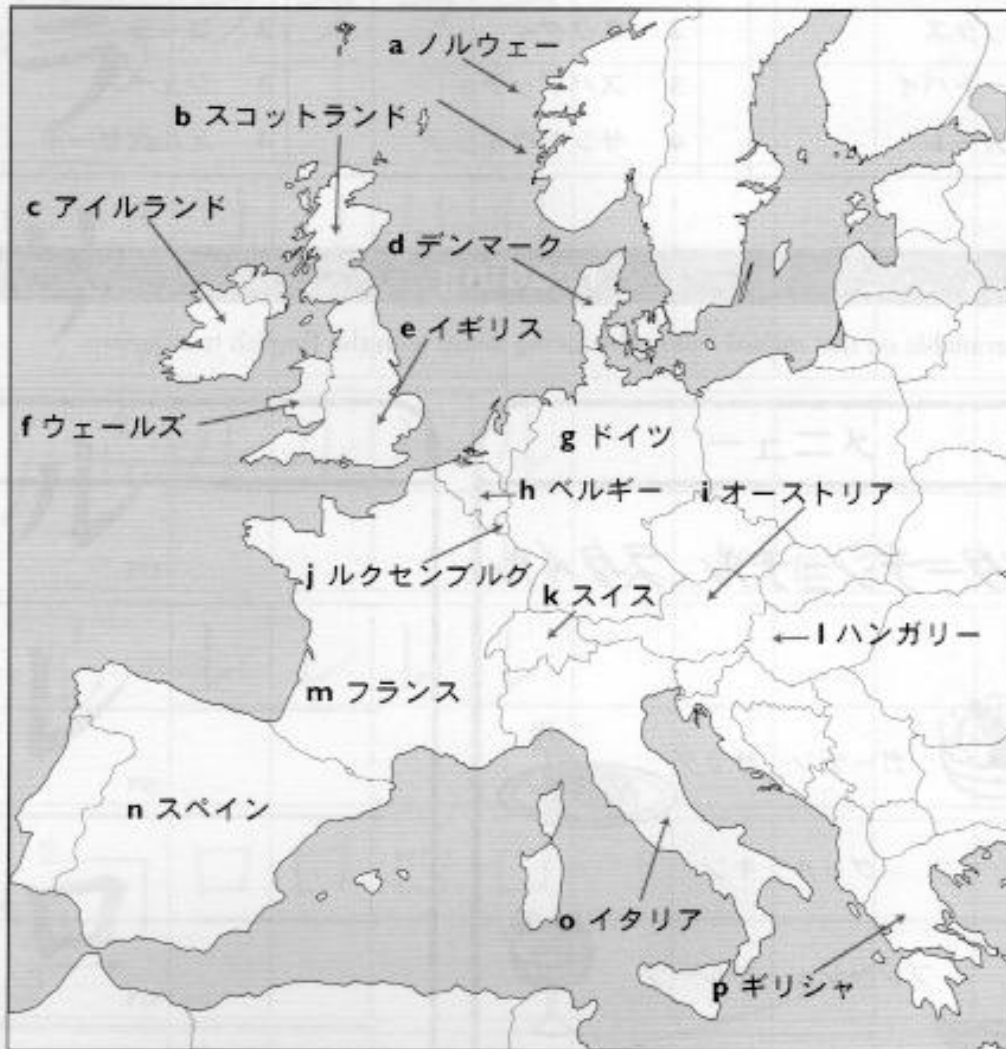 a ノルウェー
b スコットランド
c アイルランド
d デンマーク
e イギリス
f ウェールズ
g ドイツ
h ベルギー
i オーストリア
j ルクセンブルグ
k スイス
l ハンガリー
m フランス
n スペイン
o イタリア
p ギリシャ